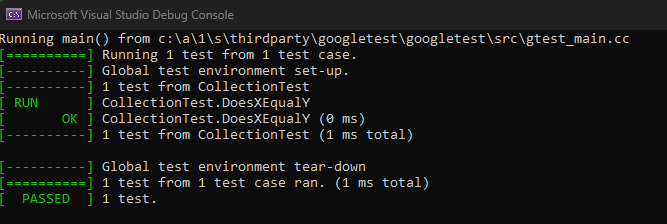 Microsoft Visual Studio Debug Console
Running main() from c:\a\1\s\thirdparty\googletest\googletest\src\gtest_main.cc
[==========] Running 1 test from 1 test case.
[----------] Global test environment set-up.
[----------] 1 test from CollectionTest
[ RUN      ] CollectionTest.DoesXEqualY
[       OK ] CollectionTest.DoesXEqualY (0 ms)
[----------] 1 test from CollectionTest (1 ms total)
[----------] Global test environment tear-down
[==========] 1 test from 1 test case ran. (1 ms total)
[  PASSED  ] 1 test.